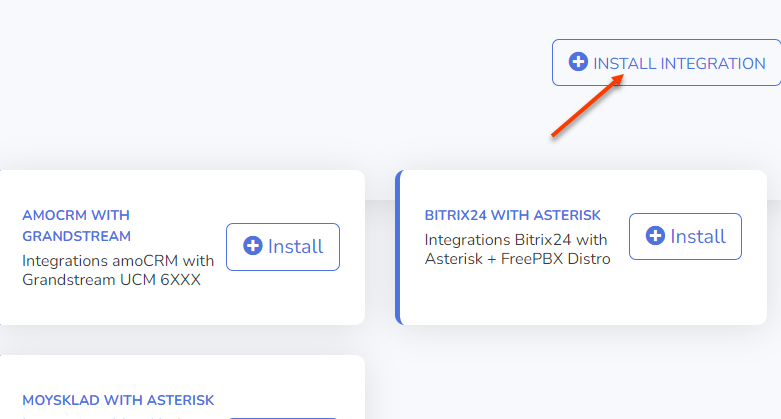 INSTALL INTEGRATION
AMOCRM WITH
GRANDSTREAM
Integrations amoCRM with
Grandstream UCM 6XXX
Install
BITRIX24 WITH ASTERISK
Integrations Bitrix24 with
Asterisk + FreePBX Distro
Install
MOYSKLAD WITH ASTERISK